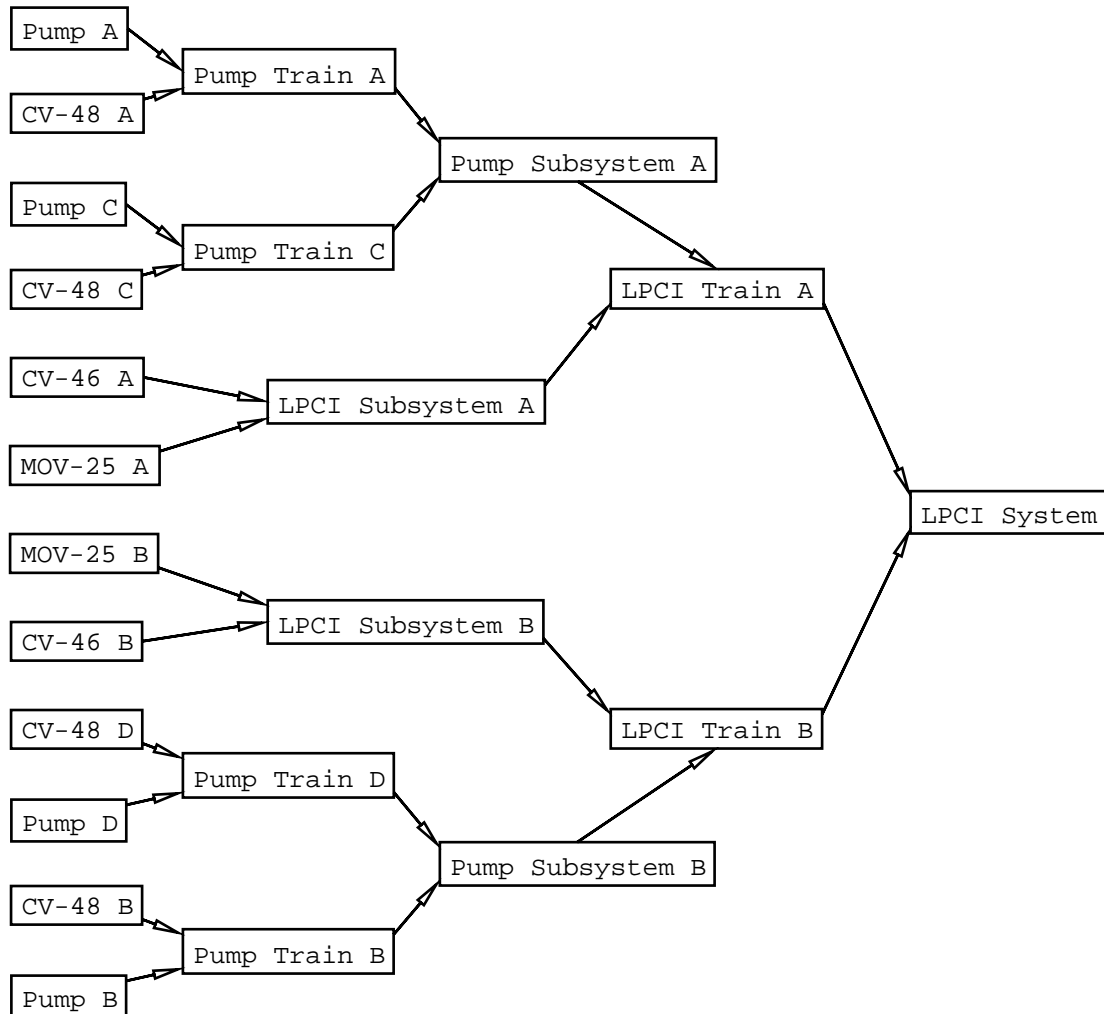 Pump A
Pump Train A
CV-48 A
Pump Subsystem A
Pump C
Pump Train C
CV-48 C
LPCI Train A
CV-46 A
LPCI Subsystem A
MOV-25 A
LPCI System
MOV-25 B
LPCI Subsystem B
CV-46 B
CV-48 D
LPCI Train B
Pump Train D
Pump D
Pump Subsystem B
CV-48 B
Pump Train B
Pump B